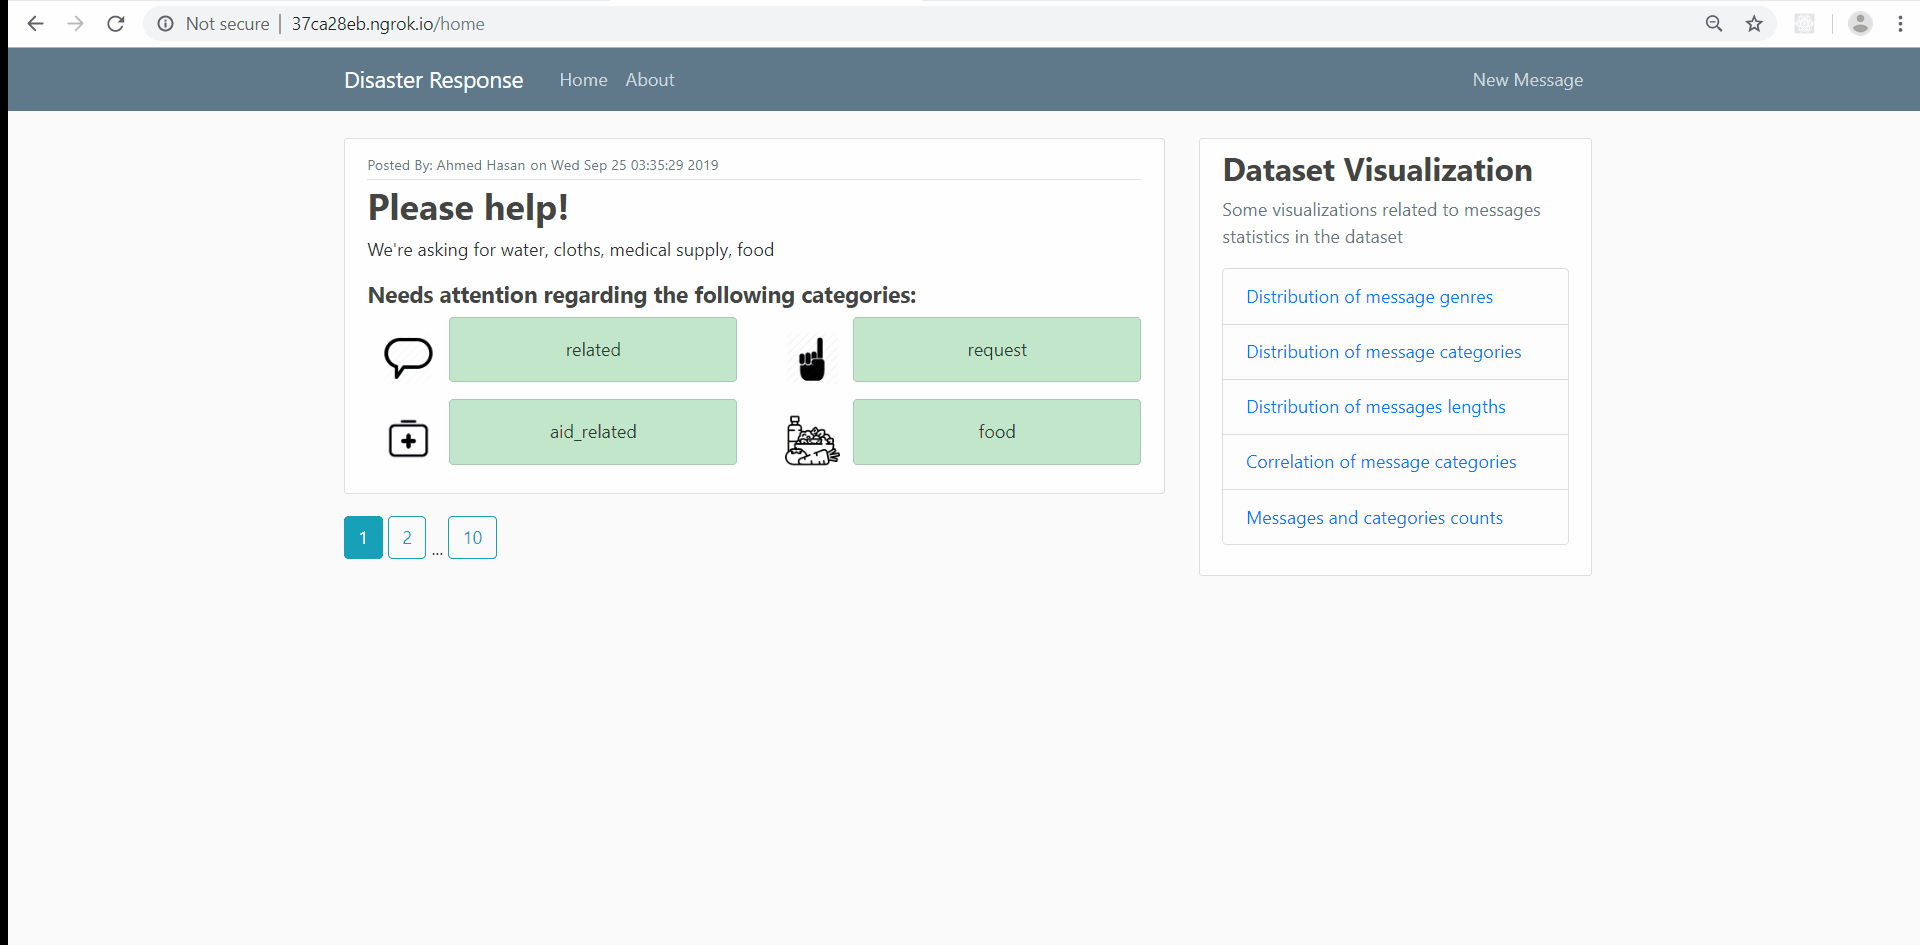 Not secure | 37ca28eb.ngrok.io/home
Disaster Response Home About New Message
Posted By: Ahmed Hasan on Wed Sep 25 03:35:29 2019
Please help!
We're asking for water, cloths, medical supply, food
Needs attention regarding the following categories:
related request
aid_related food
1 2 ... 10
Dataset Visualization
Some visualizations related to messages
statistics in the dataset
Distribution of message genres
Distribution of message categories
Distribution of messages lengths
Correlation of message categories
Messages and categories counts